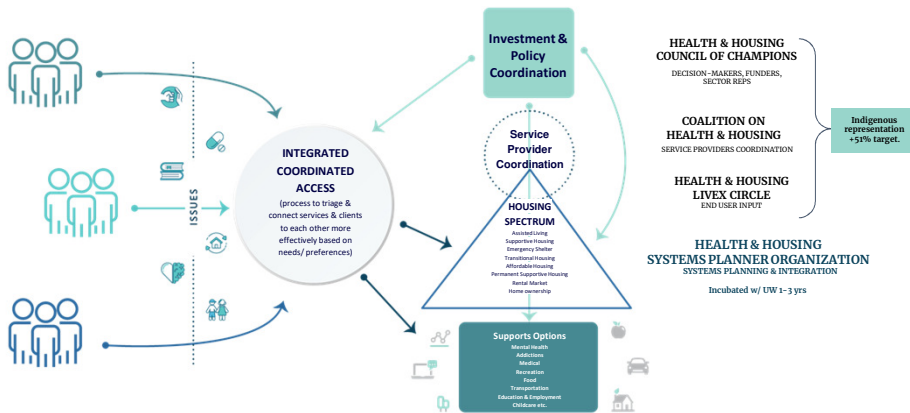 ISSUES
INTEGRATED
COORDINATED
ACCESS
(process to triage &
connect services & clients
to each other more
effectively based on
needs/ preferences)
Investment &
Policy
Coordination
Service
Provider
Coordination
HOUSING
SPECTRUM
Assisted Living
Supportive Housing
Emergency Shelter
Transitional Housing
Affordable Housing
Permanent Supportive Housing
Rental Market
Home ownership
Supports Options
Mental Health
Addictions
Medical
Recreation
Food
Transportation
Education & Employment
Childcare etc.
HEALTH & HOUSING
COUNCIL OF CHAMPIONS
DECISION-MAKERS, FUNDERS,
SECTOR REPS
COALITION ON
HEALTH & HOUSING
SERVICE PROVIDERS COORDINATION
HEALTH & HOUSING
LIVEX CIRCLE
END USER INPUT
Indigenous
representation
+51% target.
HEALTH & HOUSING
SYSTEMS PLANNER ORGANIZATION
SYSTEMS PLANNING & INTEGRATION
Incubated w/ UW 1-3 yrs